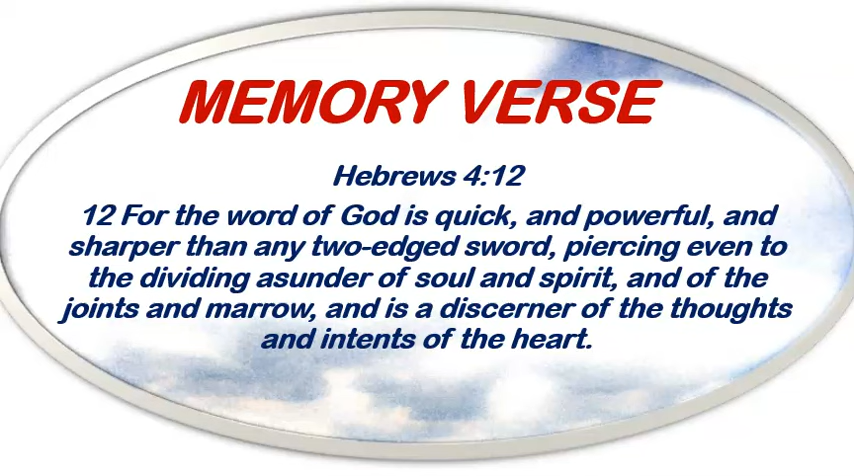 MEMORY VERSE
Hebrews 4:12
12 For the word of God is quick, and powerful, and
sharper than any two-edged sword, piercing even to
the dividing asunder of soul and spirit, and of the
joints and marrow, and is a discerner of the thoughts
and intents of the heart.